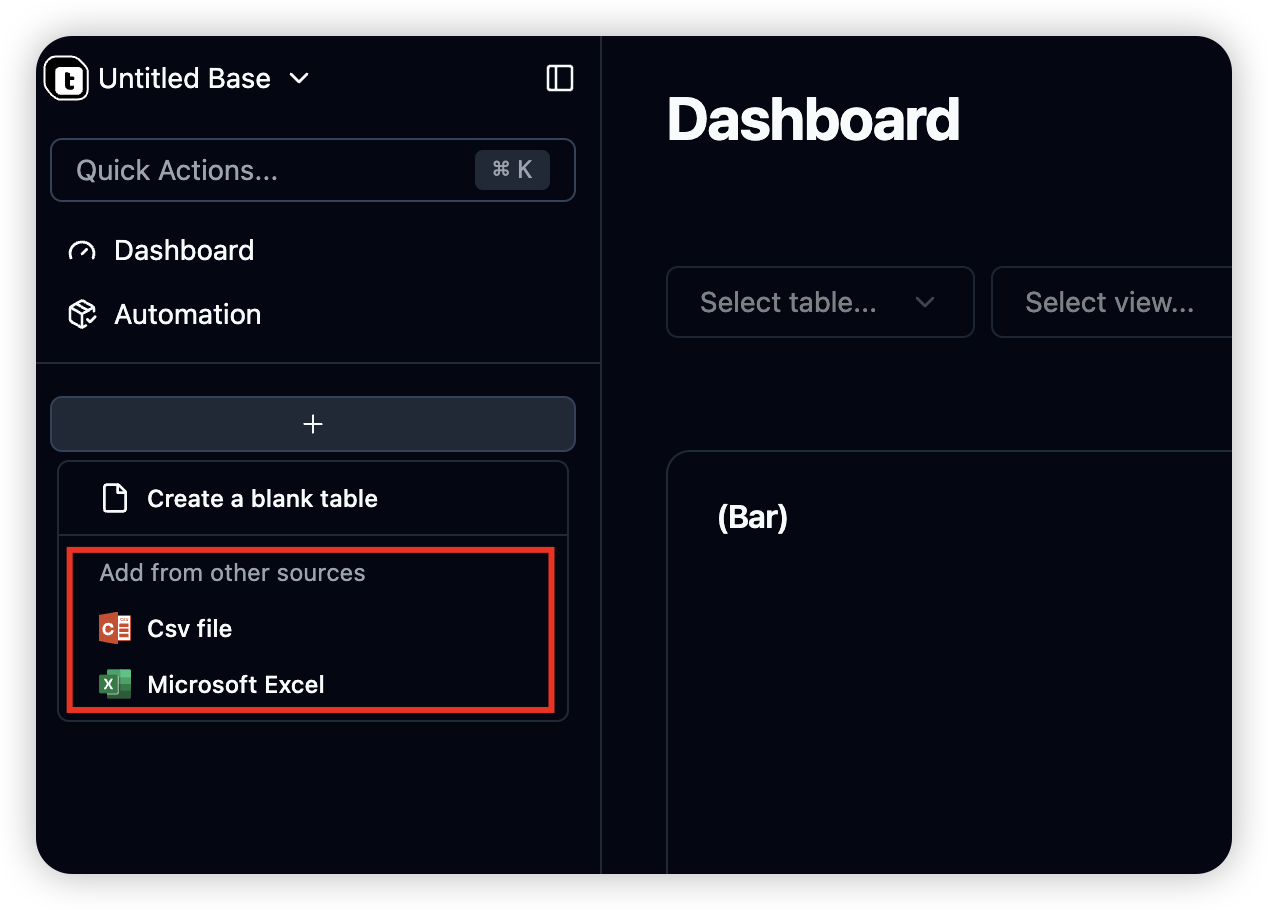 Untitled Base
Quick Actions...
⌘ K
Dashboard
Automation
+
Create a blank table
Add from other sources
Csv file
Microsoft Excel
Dashboard
Select table...
Select view...
(Bar)